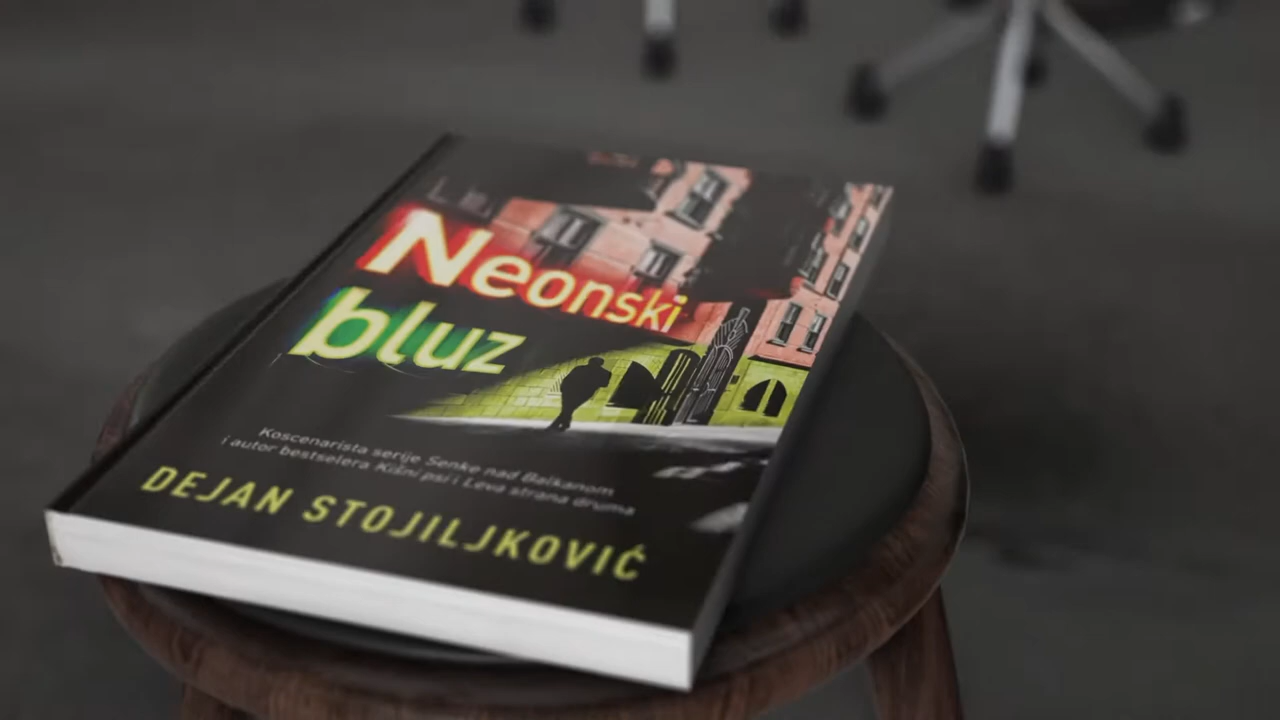 Neonski
bluz
Koscenarista serije Senke nad Balkanom
i autor bestselera Kišni psi i Leva strana druma
DEJAN STOJILJKOVIĆ